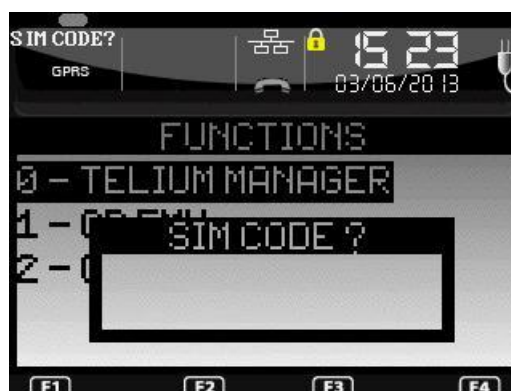 SIM CODE?
GPRS
15 23
03/06/2013
FUNCTIONS
0 - TELIUM MANAGER
1 -
SIM CODE ?
2 -
F1 F2 F3 F4